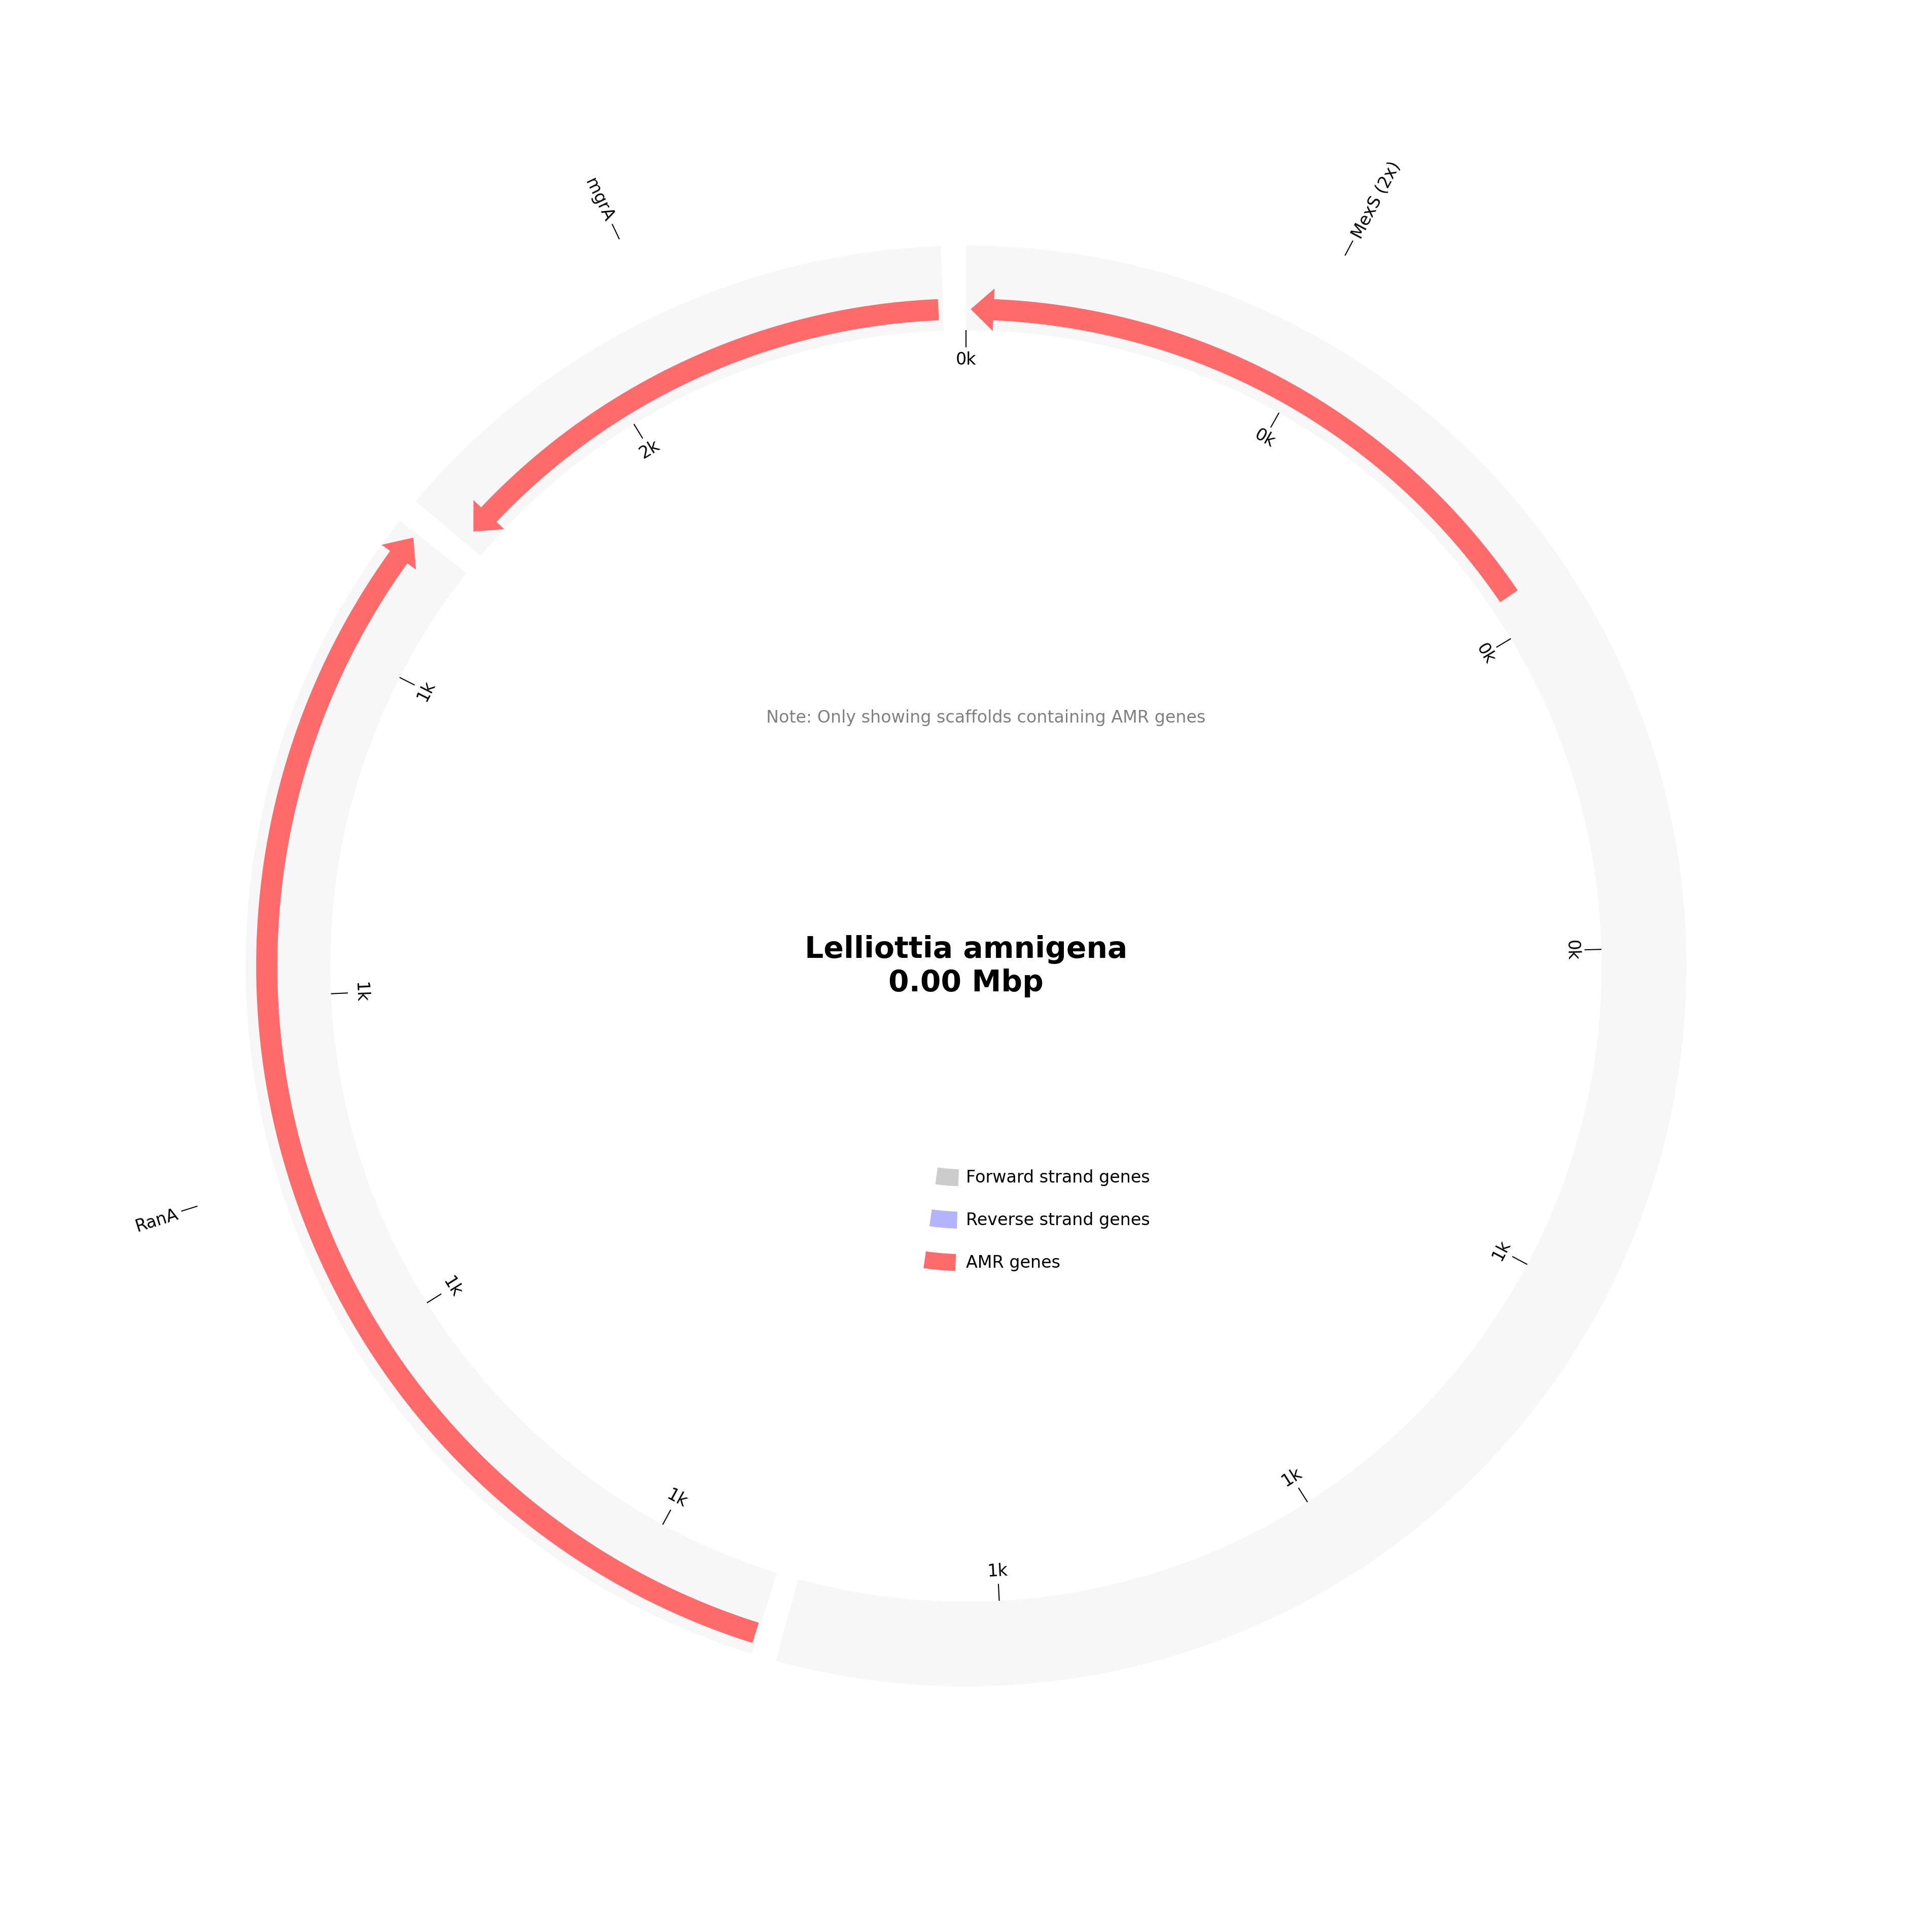 mgrA
MexS (2x)
0k
0k
2k
0k
1k
Note: Only showing scaffolds containing AMR genes
Lelliottia amnigena
0.00 Mbp
0k
1k
Forward strand genes
RanA
Reverse strand genes
1k
AMR genes
1k
1k
1k
1k